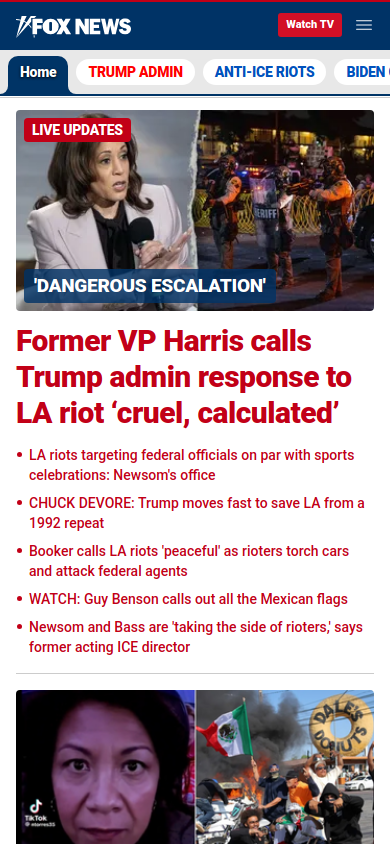 FOX NEWS
Watch TV
Home
TRUMP ADMIN
ANTI-ICE RIOTS
BIDEN
LIVE UPDATES
SHERIFF
'DANGEROUS ESCALATION'
Former VP Harris calls
Trump admin response to
LA riot ‘cruel, calculated’
• LA riots targeting federal officials on par with sports
celebrations: Newsom's office
• CHUCK DEVORE: Trump moves fast to save LA from a
1992 repeat
• Booker calls LA riots 'peaceful' as rioters torch cars
and attack federal agents
• WATCH: Guy Benson calls out all the Mexican flags
• Newsom and Bass are 'taking the side of rioters,' says
former acting ICE director
DALE'S
DONUTS
TikTok